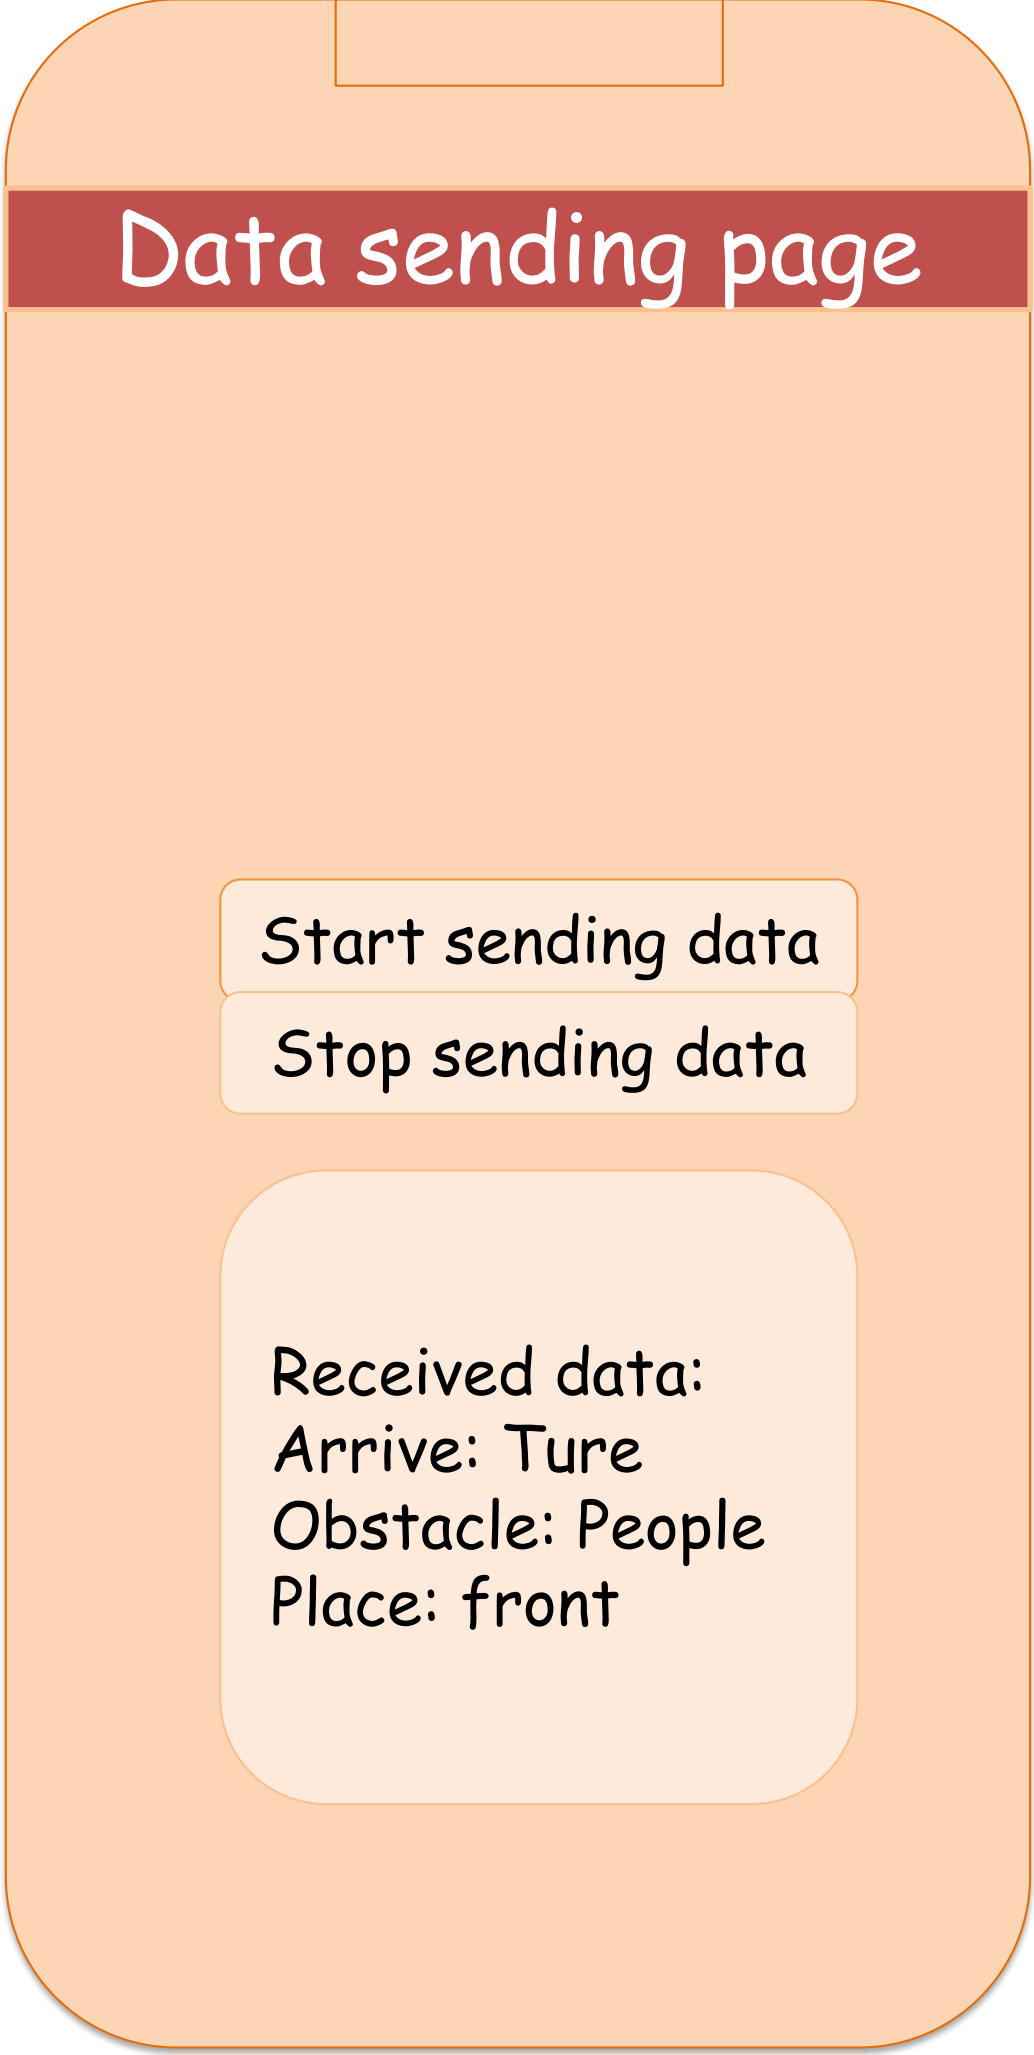 Data sending page
Start sending data
Stop sending data
Received data:
Arrive: Ture
Obstacle: People
Place: front